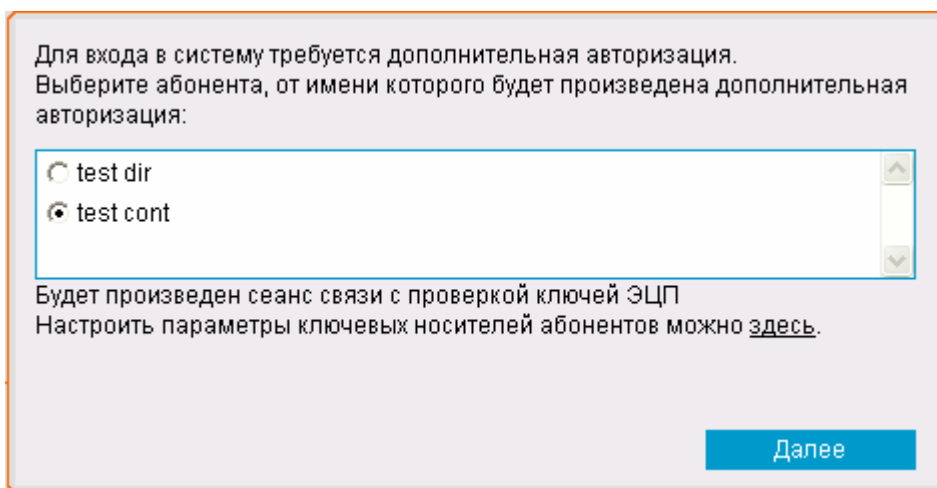 Для входа в систему требуется дополнительная авторизация.
Выберите абонента, от имени которого будет произведена дополнительная
авторизация:
test dir
test cont
Будет произведен сеанс связи с проверкой ключей ЭЦП
Настроить параметры ключевых носителей абонентов можно здесь.
Далее